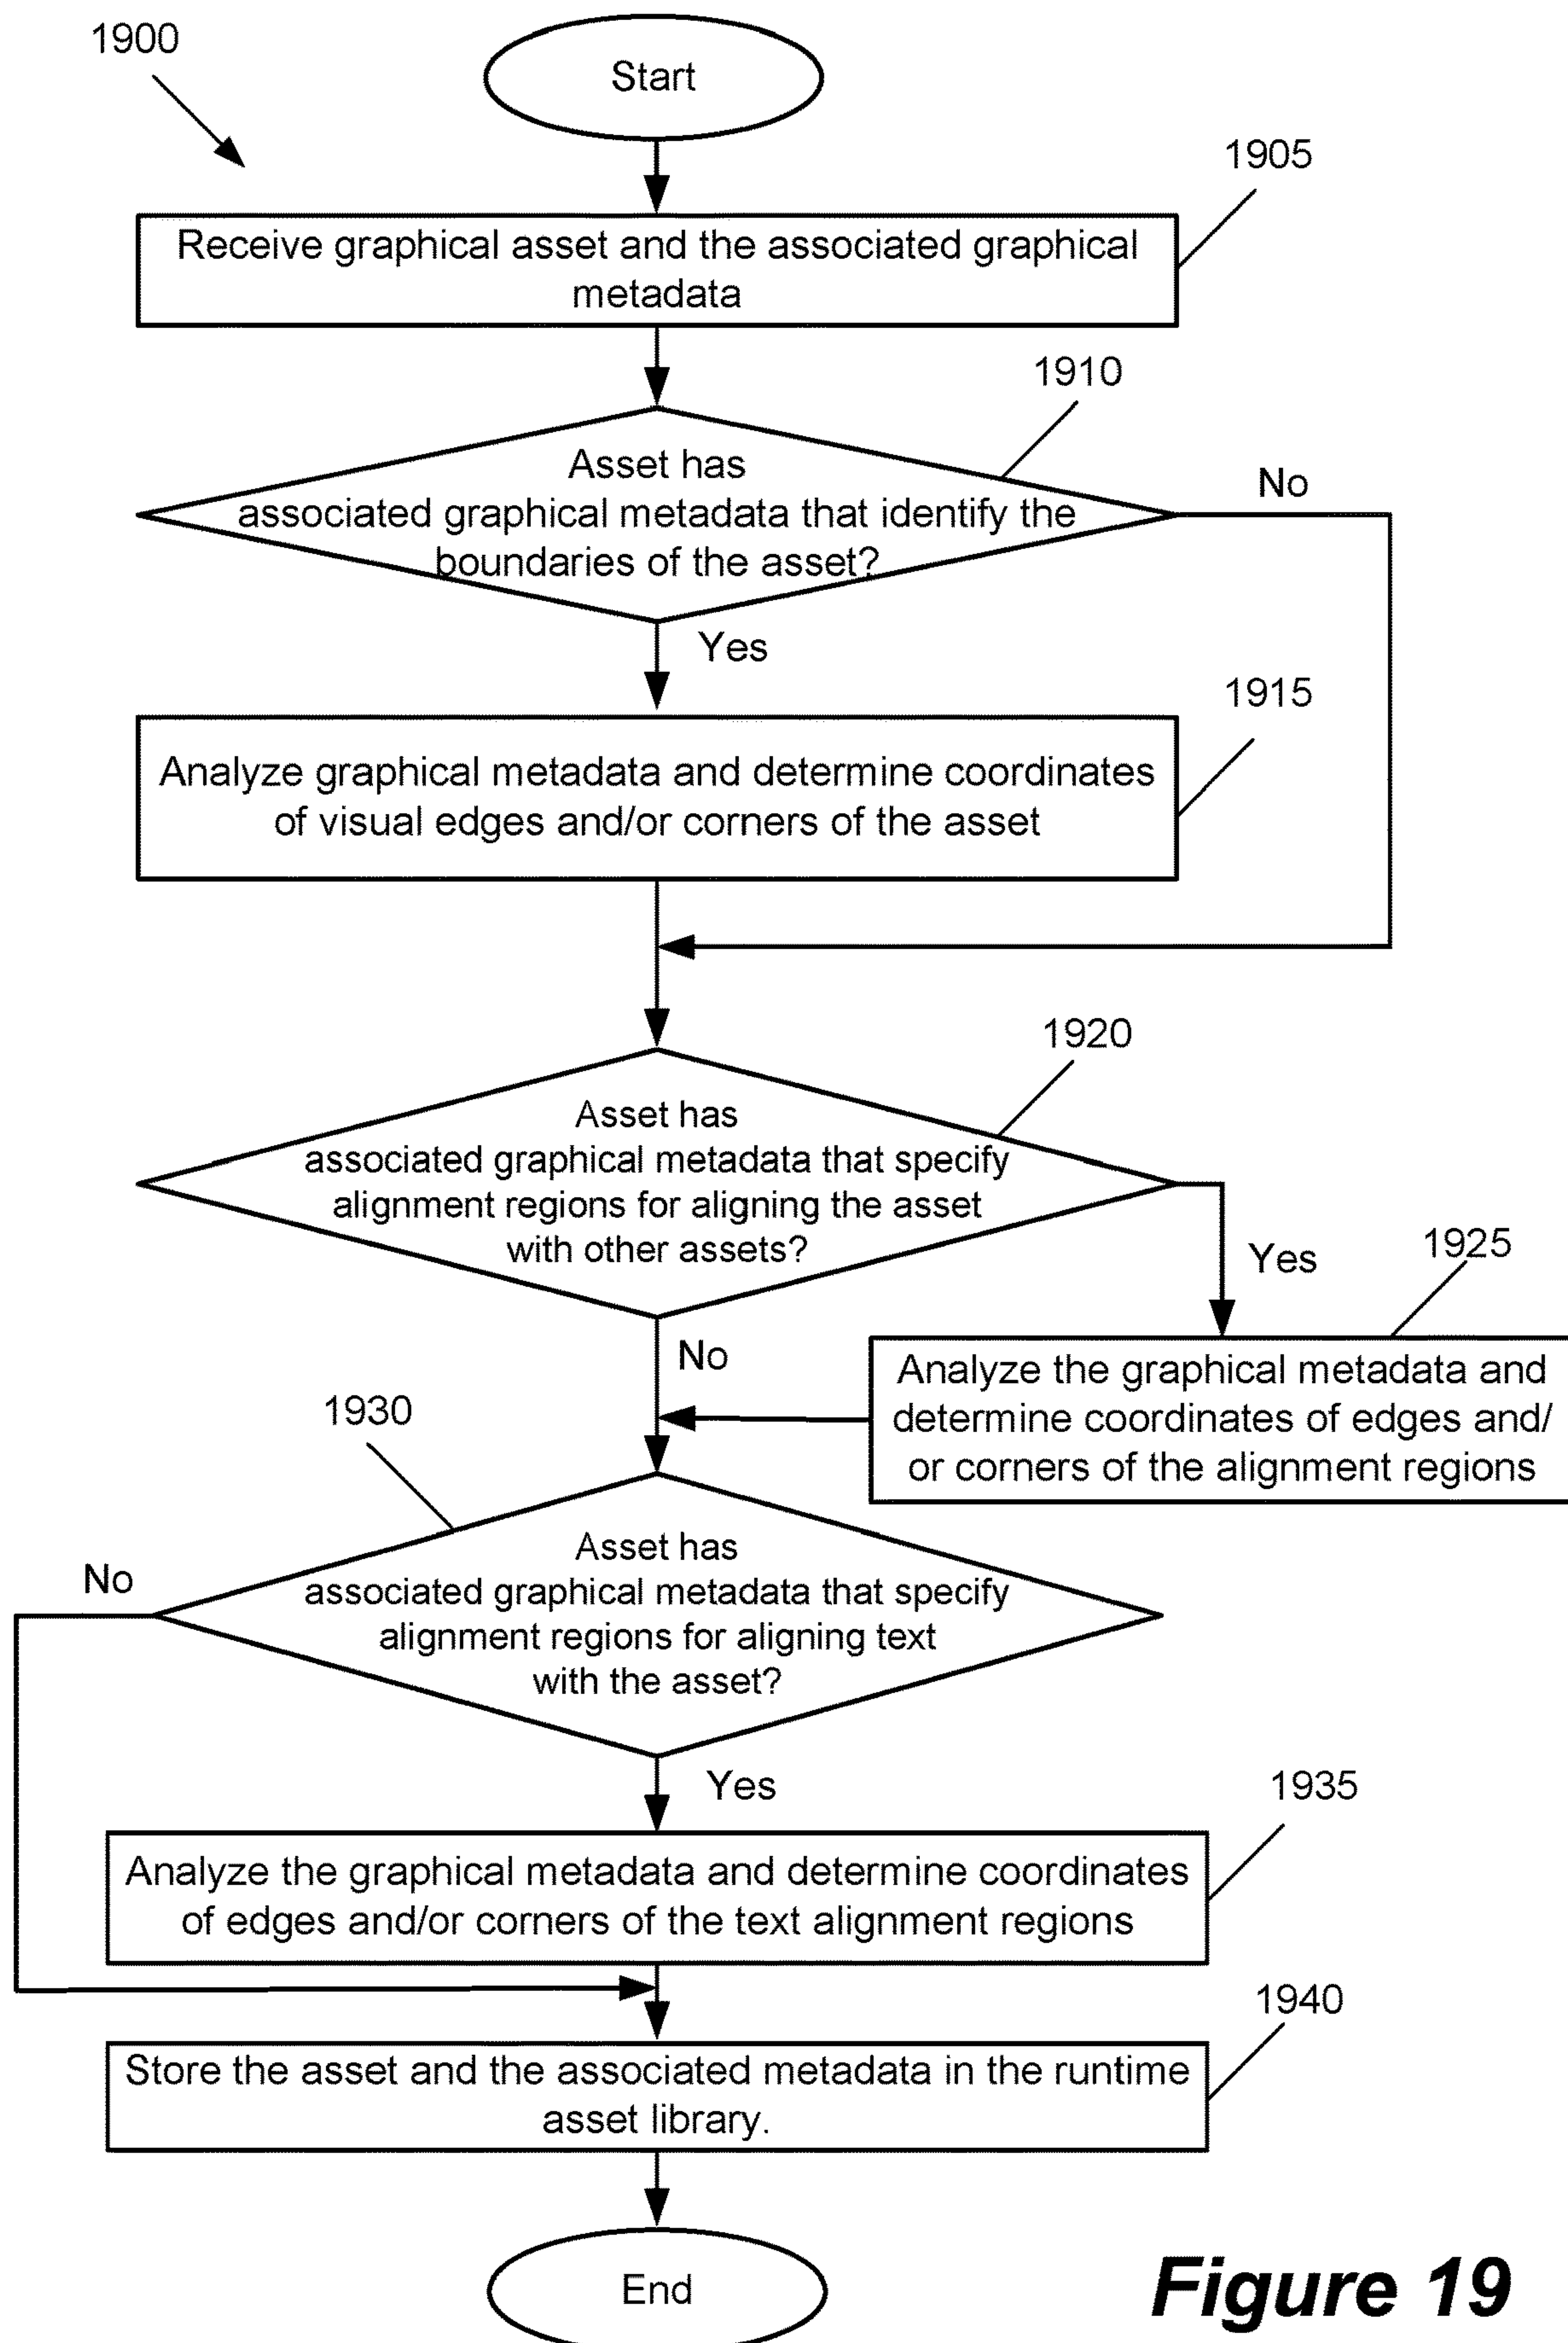 1900
Start
1905
Receive graphical asset and the associated graphical
metadata
1910
Asset has
associated graphical metadata that identify the
boundaries of the asset?
No
Yes
1915
Analyze graphical metadata and determine coordinates
of visual edges and/or corners of the asset
1920
Asset has
associated graphical metadata that specify
alignment regions for aligning the asset
with other assets?
Yes
1925
No
Analyze the graphical metadata and
determine coordinates of edges and/
or corners of the alignment regions
1930
Asset has
associated graphical metadata that specify
alignment regions for aligning text
with the asset?
No
Yes
1935
Analyze the graphical metadata and determine coordinates
of edges and/or corners of the text alignment regions
1940
Store the asset and the associated metadata in the runtime
asset library.
End
Figure 19